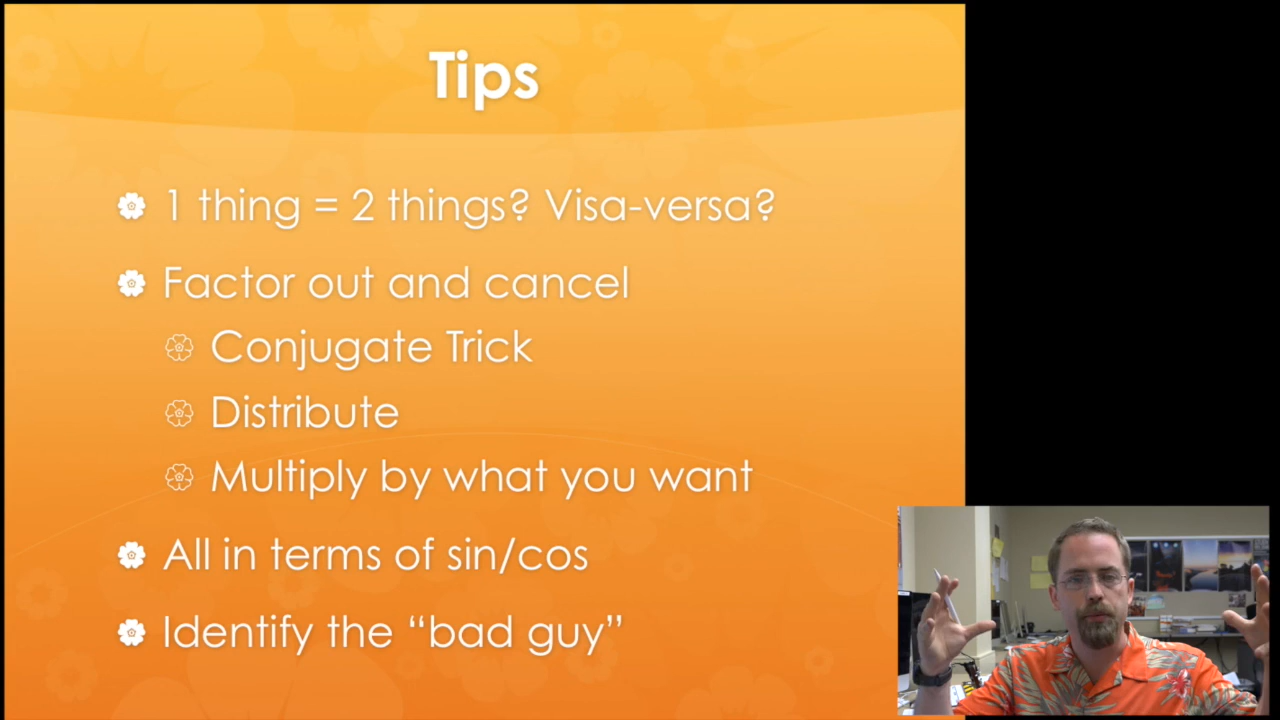 Tips
1 thing = 2 things? Visa-versa?
Factor out and cancel
Conjugate Trick
Distribute
Multiply by what you want
All in terms of sin/cos
Identify the “bad guy”